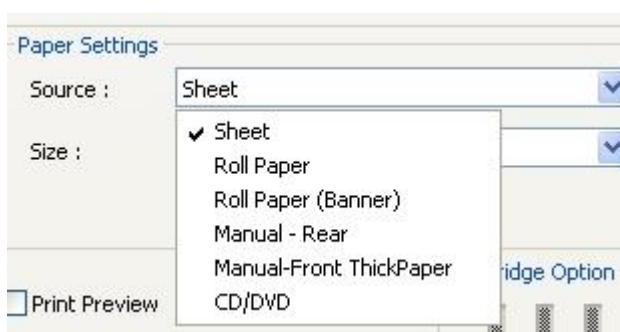 Paper Settings
Source : Sheet
Sheet
Size :
Roll Paper
Roll Paper (Banner)
Manual - Rear
Manual-Front ThickPaper
ridge Option
Print Preview
CD/DVD